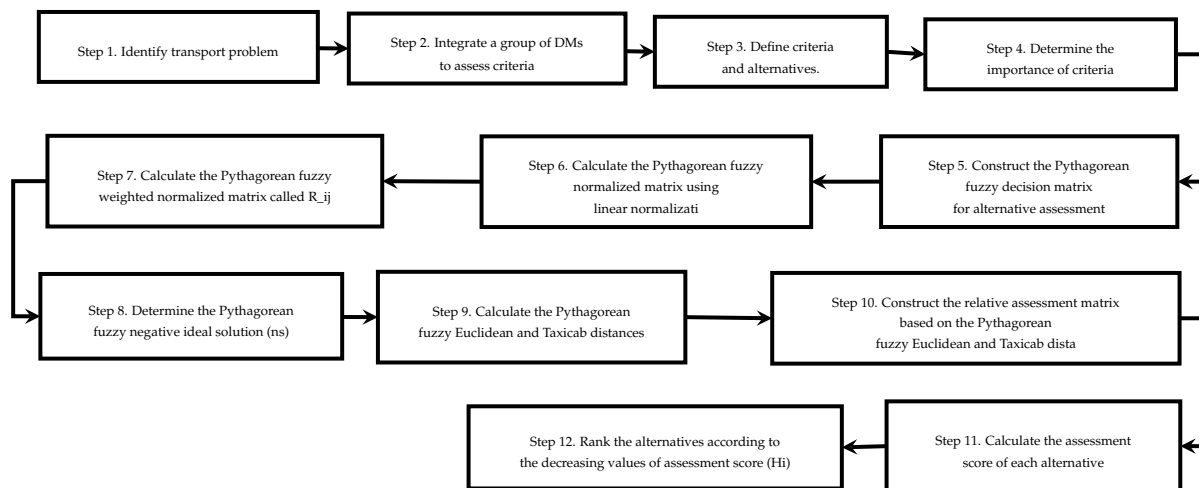 Step 1. Identify transport problem
Step 2. Integrate a group of DMs
to assess criteria
Step 3. Define criteria
and alternatives.
Step 4. Determine the
importance of criteria
Step 5. Construct the Pythagorean
fuzzy decision matrix
for alternative assessment
Step 6. Calculate the Pythagorean fuzzy
normalized matrix using
linear normalizati
Step 7. Calculate the Pythagorean fuzzy
weighted normalized matrix called R_ij
Step 8. Determine the Pythagorean
fuzzy negative ideal solution (ns)
Step 9. Calculate the Pythagorean
fuzzy Euclidean and Taxicab distances
Step 10. Construct the relative assessment matrix
based on the Pythagorean
fuzzy Euclidean and Taxicab dista
Step 11. Calculate the assessment
score of each alternative
Step 12. Rank the alternatives according to
the decreasing values of assessment score (Hi)